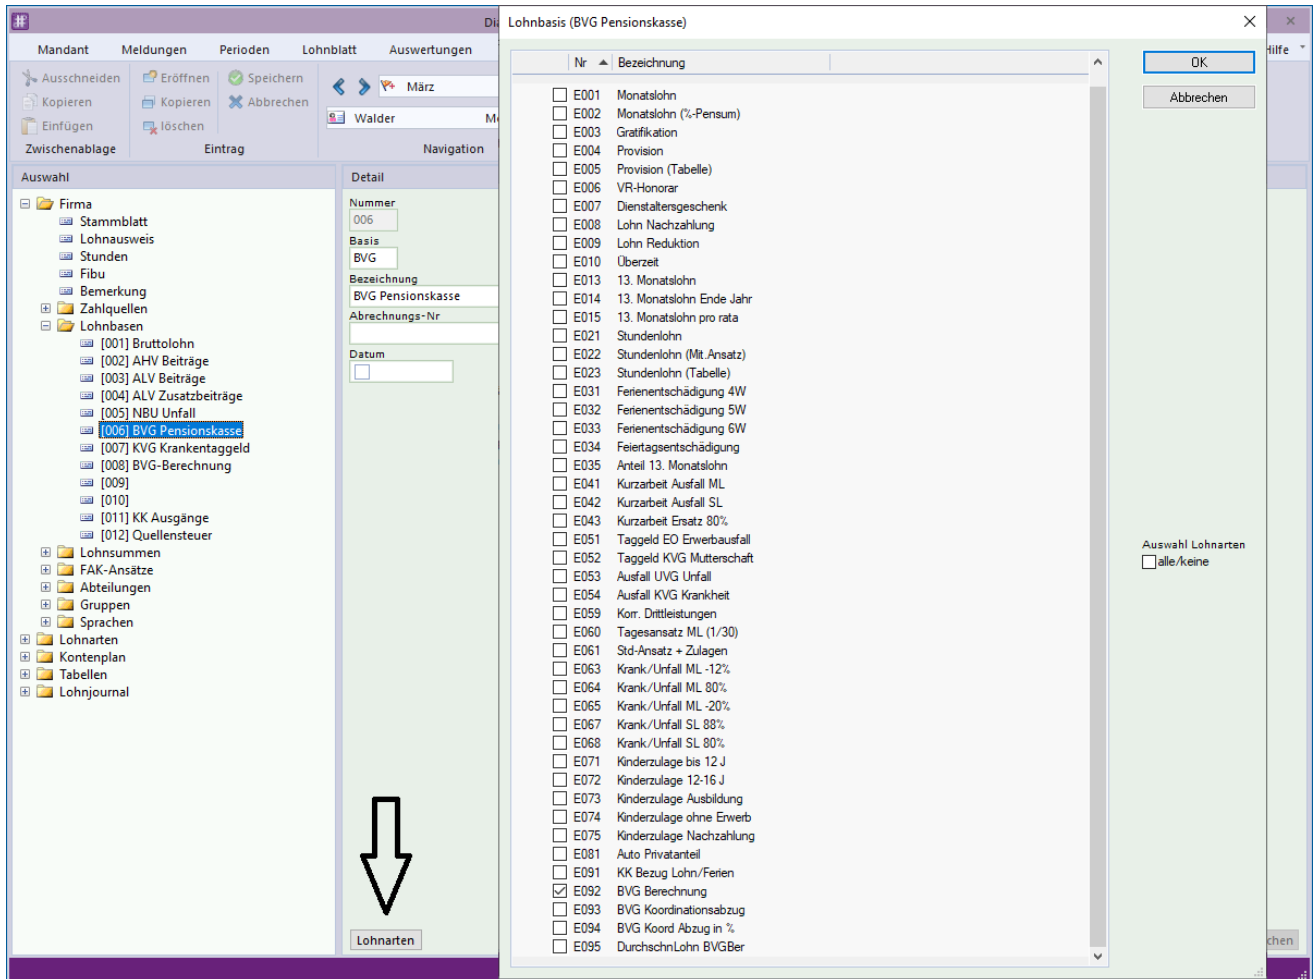 Dia
Lohnbasis (BVG Pensionskasse)
Mandant Meldungen Perioden Lohnblatt Auswertungen
Hilfe
Ausschneiden
Kopieren
Einfügen
Zwischenablage
Eröffnen
Kopieren
löschen
Speichern
Abbrechen
Eintrag
März
Walder
Navigation
Auswahl
Detail
Firma
Stammblatt
Lohnausweis
Stunden
Fibu
Bemerkung
Zahlquellen
Lohnbasen
[001] Bruttolohn
[002] AHV Beiträge
[003] ALV Beiträge
[004] ALV Zusatzbeiträge
[005] NBU Unfall
[006] BVG Pensionskasse
[007] KVG Krankentaggeld
[008] BVG-Berechnung
[009]
[010]
[011] KK Ausgänge
[012] Quellensteuer
Lohnsummen
FAK-Ansätze
Abteilungen
Gruppen
Sprachen
Lohnarten
Kontenplan
Tabellen
Lohnjournal
Nummer
006
Basis
BVG
Bezeichnung
BVG Pensionskasse
Abrechnungs-Nr
Datum
Lohnarten
Nr Bezeichnung
E001 Monatslohn
E002 Monatslohn (%-Pensum)
E003 Gratifikation
E004 Provision
E005 Provision (Tabelle)
E006 VR-Honorar
E007 Dienstaltersgeschenk
E008 Lohn Nachzahlung
E009 Lohn Reduktion
E010 Überzeit
E013 13. Monatslohn
E014 13. Monatslohn Ende Jahr
E015 13. Monatslohn pro rata
E021 Stundenlohn
E022 Stundenlohn (Mit.Ansatz)
E023 Stundenlohn (Tabelle)
E031 Ferienentschädigung 4W
E032 Ferienentschädigung 5W
E033 Ferienentschädigung 6W
E034 Feiertagsentschädigung
E035 Anteil 13. Monatslohn
E041 Kurzarbeit Ausfall ML
E042 Kurzarbeit Ausfall SL
E043 Kurzarbeit Ersatz 80%
E051 Taggeld EO Erwerbausfall
E052 Taggeld KVG Mutterschaft
E053 Ausfall UVG Unfall
E054 Ausfall KVG Krankheit
E059 Korr. Drittleistungen
E060 Tagesansatz ML (1/30)
E061 Std-Ansatz + Zulagen
E063 Krank/Unfall ML -12%
E064 Krank/Unfall ML 80%
E065 Krank/Unfall ML -20%
E067 Krank/Unfall SL 88%
E068 Krank/Unfall SL 80%
E071 Kinderzulage bis 12 J
E072 Kinderzulage 12-16 J
E073 Kinderzulage Ausbildung
E074 Kinderzulage ohne Erwerb
E075 Kinderzulage Nachzahlung
E081 Auto Privatanteil
E091 KK Bezug Lohn/Ferien
E092 BVG Berechnung
E093 BVG Koordinationsabzug
E094 BVG Koord Abzug in %
E095 DurchschnLohn BVGBer
OK
Abbrechen
Auswahl Lohnarten
alle/keine
chen